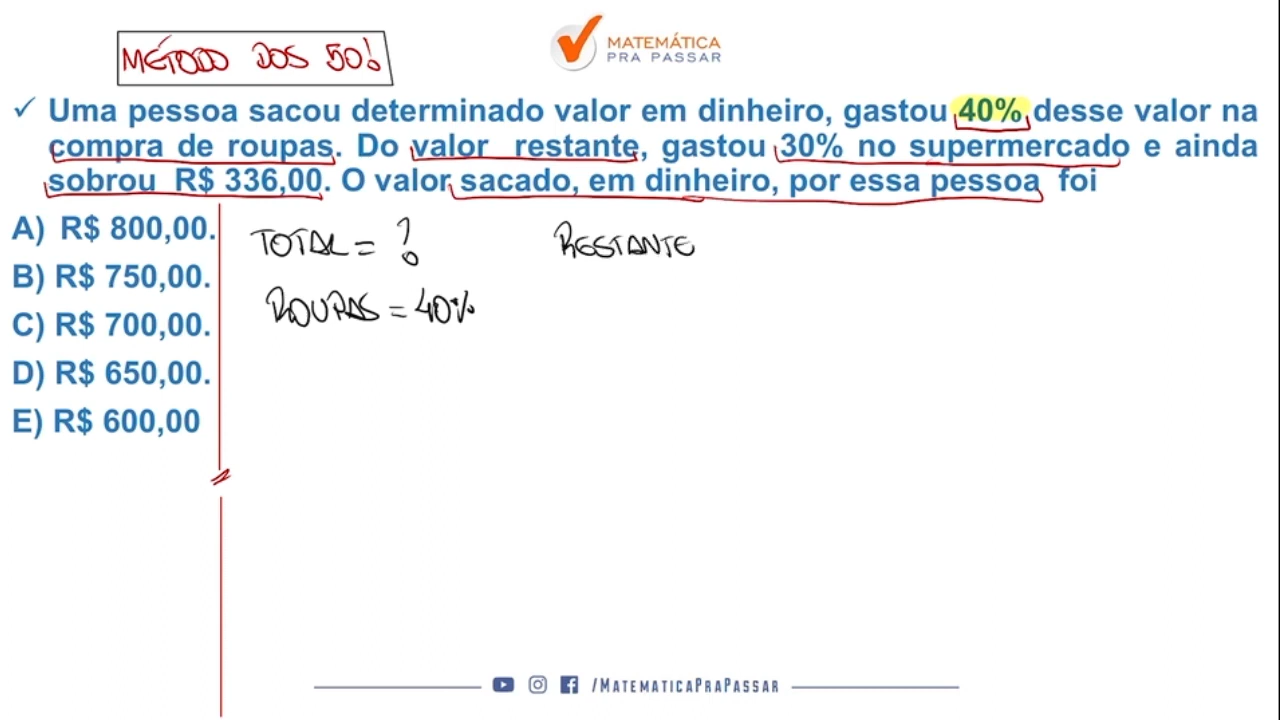 MÉTODO DOS 50!
MATEMÁTICA
PRA PASSAR
✓ Uma pessoa sacou determinado valor em dinheiro, gastou 40% desse valor na
compra de roupas. Do valor restante, gastou 30% no supermercado e ainda
sobrou R$ 336,00. O valor sacado, em dinheiro, por essa pessoa foi
A) R$ 800,00.
B) R$ 750,00.
C) R$ 700,00.
D) R$ 650,00.
E) R$ 600,00
TOTAL = ?
ROUPAS = 40%
RESTANTE
/MATEMATICAPRAPASSAR